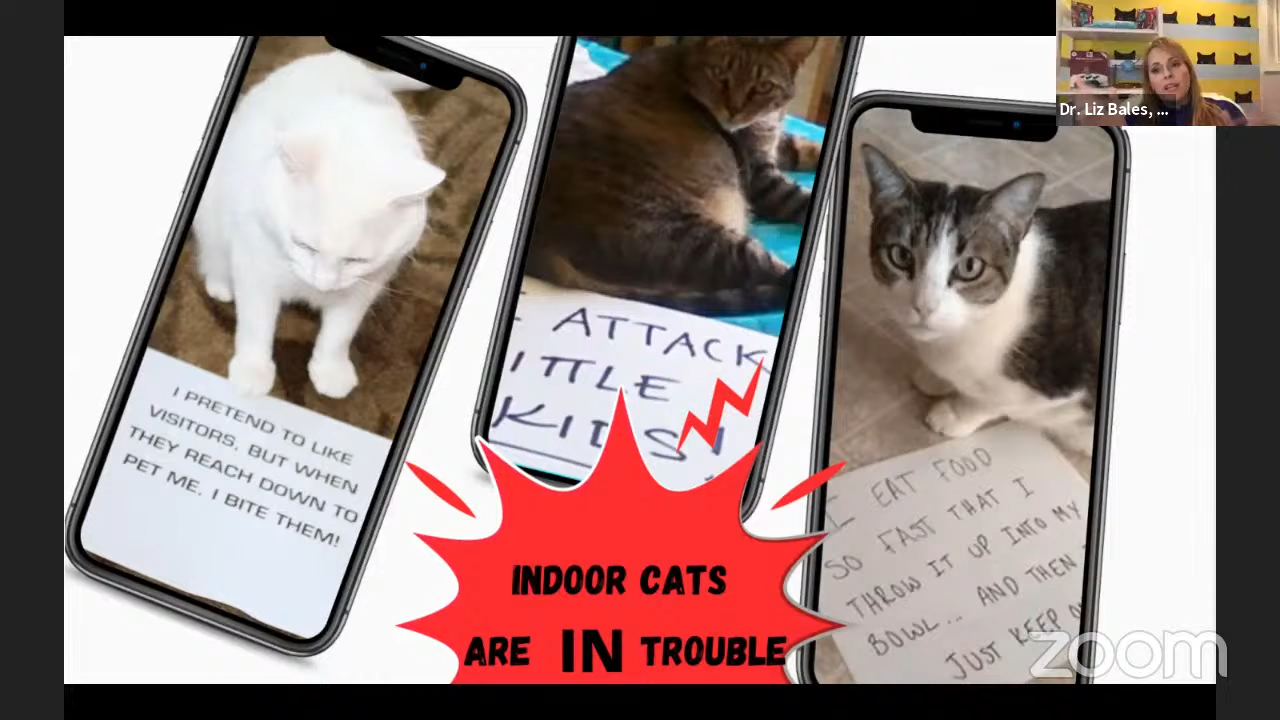 Dr. Liz Bales, ...
I PRETEND TO LIKE
VISITORS, BUT WHEN
THEY REACH DOWN TO
PET ME, I BITE THEM!
ATTACK
ITTLE
KIDS!
I EAT FOOD
SO FAST THAT I
THROW IT UP INTO MY
BOWL... AND THEN
JUST KEEP
INDOOR CATS
ARE IN TROUBLE
zoom